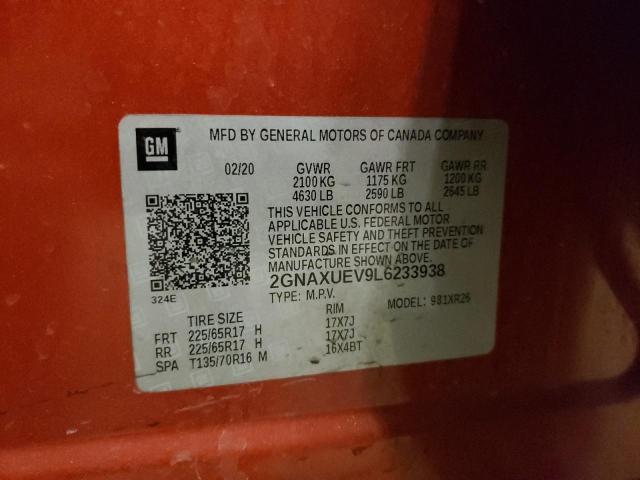 GM
MFD BY GENERAL MOTORS OF CANADA COMPANY
02/20 GVWR GAWR FRT GAWR RR
2100 KG 1175 KG 1200 KG
4630 LB 2590 LB 2645 LB
THIS VEHICLE CONFORMS TO ALL
APPLICABLE U.S. FEDERAL MOTOR
VEHICLE SAFETY AND THEFT PREVENTION
STANDARDS IN EFFECT ON THE DATE OF
MANUFACTURE SHOWN ABOVE.
324E
2GNAXUEV9L6233938
TYPE: M.P.V. MODEL: 981XR26
TIRE SIZE RIM
FRT 225/65R17 H 17X7J
RR 225/65R17 H 17X7J
SPA T135/70R16 M 16X4BT